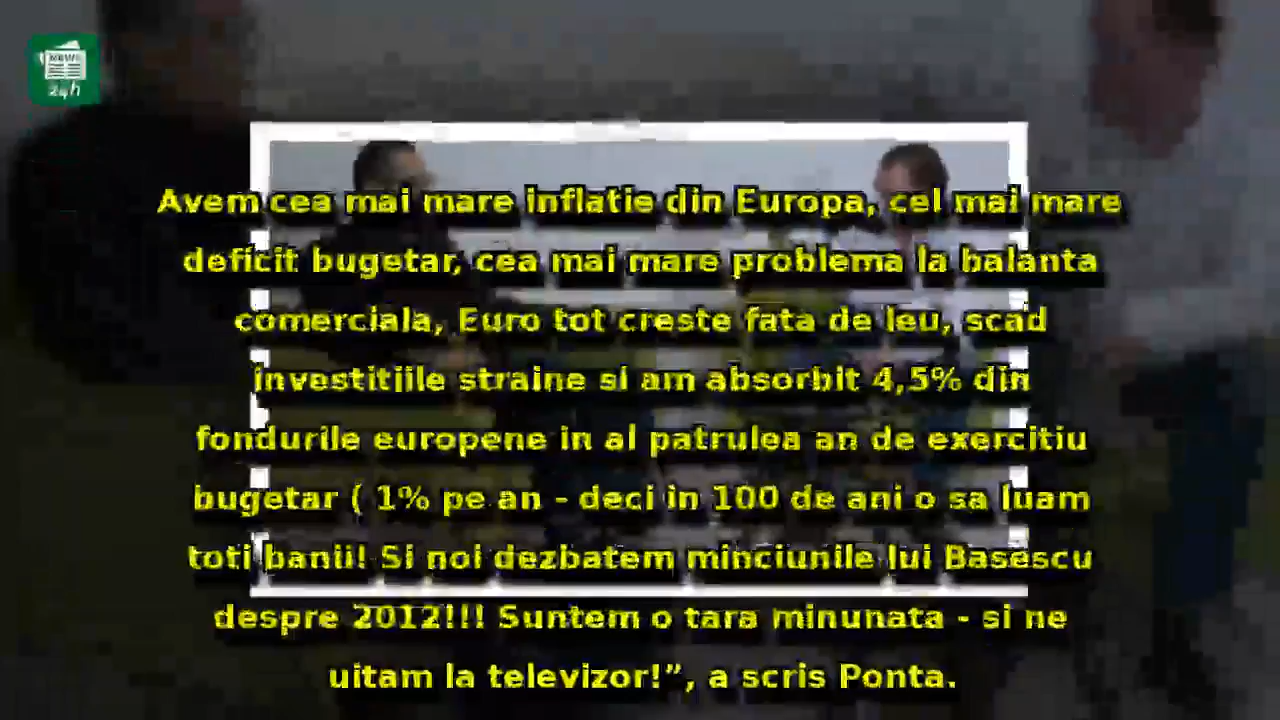 NEWS
24h
Avem cea mai mare inflatie din Europa, cel mai mare
deficit bugetar, cea mai mare problema la balanta
comerciala, Euro tot creste fata de leu, scad
investitiile straine si am absorbit 4,5% din
fondurile europene in al patrulea an de exercitiu
bugetar ( 1% pe an - deci in 100 de ani o sa luam
toti banii! Si noi dezbatem minciunile lui Basescu
despre 2012!!! Suntem o tara minunata - si ne
uitam la televizor!”, a scris Ponta.